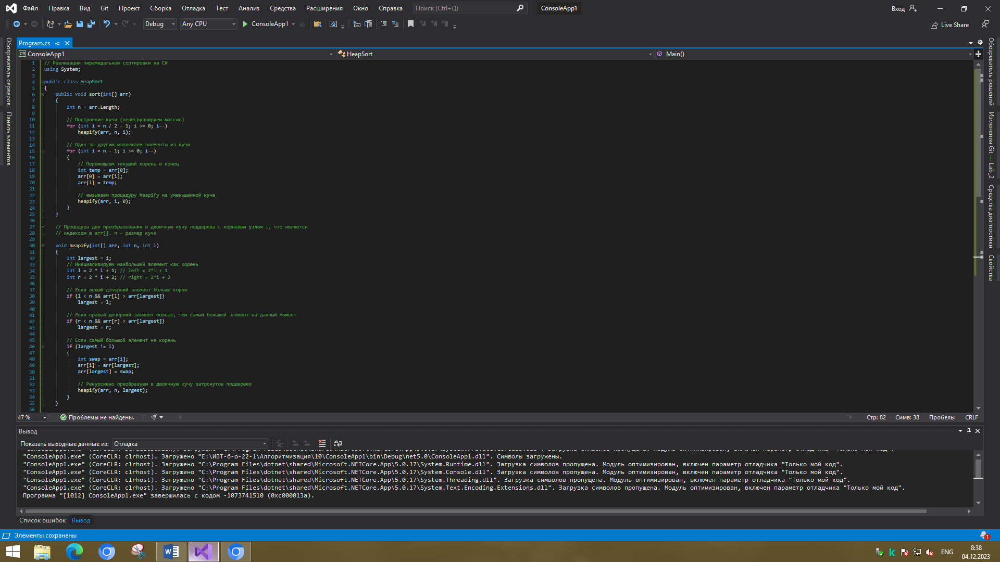 Файл Правка Вид Git Проект Сборка Отладка Тест Анализ Средства Расширения Окно Справка Поиск (Ctrl+Q) ConsoleApp1 Вход
Debug Any CPU ConsoleApp1 Live Share
Обозреватель серверов
Панель элементов
Program.cs
ConsoleApp1 HeapSort Main()
1 // Реализация пирамидальной сортировки на C#
2 using System;
3
4 public class HeapSort
5 {
6 public void sort(int[] arr)
7 {
8 int n = arr.Length;
9
10 // Построение кучи (перегруппируем массив)
11 for (int i = n / 2 - 1; i >= 0; i--)
12 heapify(arr, n, i);
13
14 // Один за другим извлекаем элементы из кучи
15 for (int i = n - 1; i >= 0; i--)
16 {
17 // Перемещаем текущий корень в конец
18 int temp = arr[0];
19 arr[0] = arr[i];
20 arr[i] = temp;
21
22 // вызываем процедуру heapify на уменьшенной куче
23 heapify(arr, i, 0);
24 }
25 }
26
27 // Процедура для преобразования в двоичную кучу поддерева с корневым узлом i, что является
28 // индексом в arr[]. n - размер кучи
29
30 void heapify(int[] arr, int n, int i)
31 {
32 int largest = i;
33 // Инициализируем наибольший элемент как корень
34 int l = 2 * i + 1; // left = 2*i + 1
35 int r = 2 * i + 2; // right = 2*i + 2
36
37 // Если левый дочерний элемент больше корня
38 if (l < n && arr[l] > arr[largest])
39 largest = l;
40
41 // Если правый дочерний элемент больше, чем самый большой элемент на данный момент
42 if (r < n && arr[r] > arr[largest])
43 largest = r;
44
45 // Если самый большой элемент не корень
46 if (largest != i)
47 {
48 int swap = arr[i];
49 arr[i] = arr[largest];
50 arr[largest] = swap;
51
52 // Рекурсивно преобразуем в двоичную кучу затронутое поддерево
53 heapify(arr, n, largest);
54 }
55 }
56
Обозреватель решений
Изменения Git — Lab_2
Средства диагностики
Свойства
47 % Проблемы не найдены. Стр: 82 Симв: 38 Пробелы CRLF
Вывод
Показать выходные данные из: Отладка
"ConsoleApp1.exe" (CoreCLR: clrhost). Загружено "E:\ИВТ-6-о-22-1\Алгоритмизация\10\ConsoleApp1\bin\Debug\net5.0\ConsoleApp1.dll". Символы загружены.
"ConsoleApp1.exe" (CoreCLR: clrhost). Загружено "C:\Program Files\dotnet\shared\Microsoft.NETCore.App\5.0.17\System.Runtime.dll". Загрузка символов пропущена. Модуль оптимизирован, включен параметр отладчика "Только мой код".
"ConsoleApp1.exe" (CoreCLR: clrhost). Загружено "C:\Program Files\dotnet\shared\Microsoft.NETCore.App\5.0.17\System.Console.dll". Загрузка символов пропущена. Модуль оптимизирован, включен параметр отладчика "Только мой код".
"ConsoleApp1.exe" (CoreCLR: clrhost). Загружено "C:\Program Files\dotnet\shared\Microsoft.NETCore.App\5.0.17\System.Threading.dll". Загрузка символов пропущена. Модуль оптимизирован, включен параметр отладчика "Только мой код".
"ConsoleApp1.exe" (CoreCLR: clrhost). Загружено "C:\Program Files\dotnet\shared\Microsoft.NETCore.App\5.0.17\System.Text.Encoding.Extensions.dll". Загрузка символов пропущена. Модуль оптимизирован, включен параметр отладчика "Только мой код".
Программа "[1012] ConsoleApp1.exe" завершилась с кодом -1073741510 (0xc000013a).
Список ошибок Вывод
Элементы сохранены 1
ENG 8:38
04.12.2023